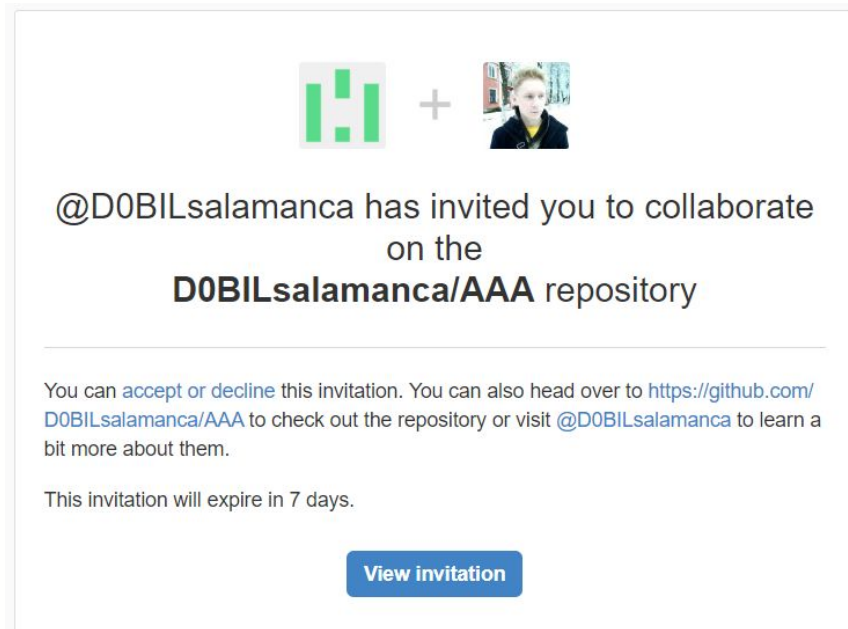 @D0BILsalamanca has invited you to collaborate
on the
D0BILsalamanca/AAA repository
You can accept or decline this invitation. You can also head over to https://github.com/
D0BILsalamanca/AAA to check out the repository or visit @D0BILsalamanca to learn a
bit more about them.
This invitation will expire in 7 days.
View invitation